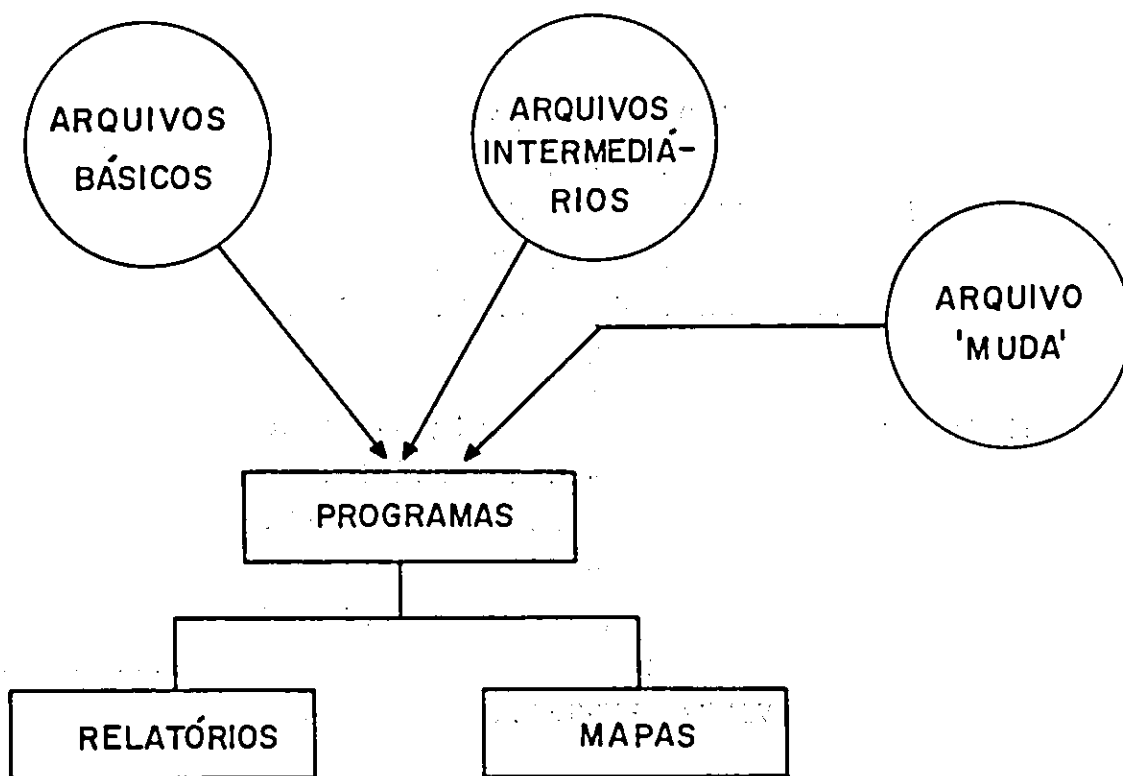 ARQUIVOS
BÁSICOS
ARQUIVOS
INTERMEDIÁ-
RIOS
ARQUIVO
'MUDA'
PROGRAMAS
RELATÓRIOS
MAPAS